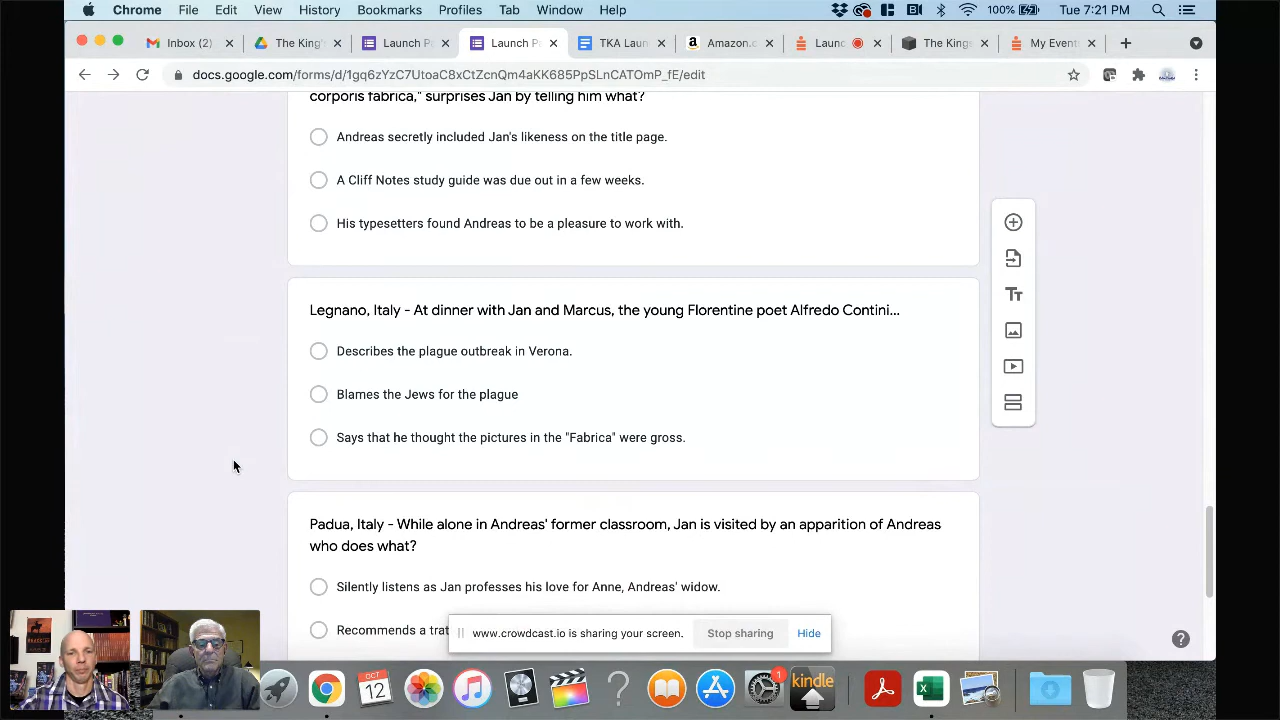 Chrome File Edit View History Bookmarks Profiles Tab Window Help 100% Tue 7:21 PM
Inbox (2) The King's Launch Pa Launch Pa TKA Laun Amazon.c Launc The Kings My Event
docs.google.com/forms/d/1gq6zYzC7UtoaC8xCtZcnQm4aKK685PpSLnCATOmP_fE/edit
corporis fabrica," surprises Jan by telling him what?
Andreas secretly included Jan's likeness on the title page.
A Cliff Notes study guide was due out in a few weeks.
His typesetters found Andreas to be a pleasure to work with.
Legnano, Italy - At dinner with Jan and Marcus, the young Florentine poet Alfredo Contini...
Describes the plague outbreak in Verona.
Blames the Jews for the plague
Says that he thought the pictures in the "Fabrica" were gross.
Padua, Italy - While alone in Andreas' former classroom, Jan is visited by an apparition of Andreas
who does what?
Silently listens as Jan professes his love for Anne, Andreas' widow.
Recommends a trat
www.crowdcast.io is sharing your screen. Stop sharing Hide
OCT
12
kindle
1